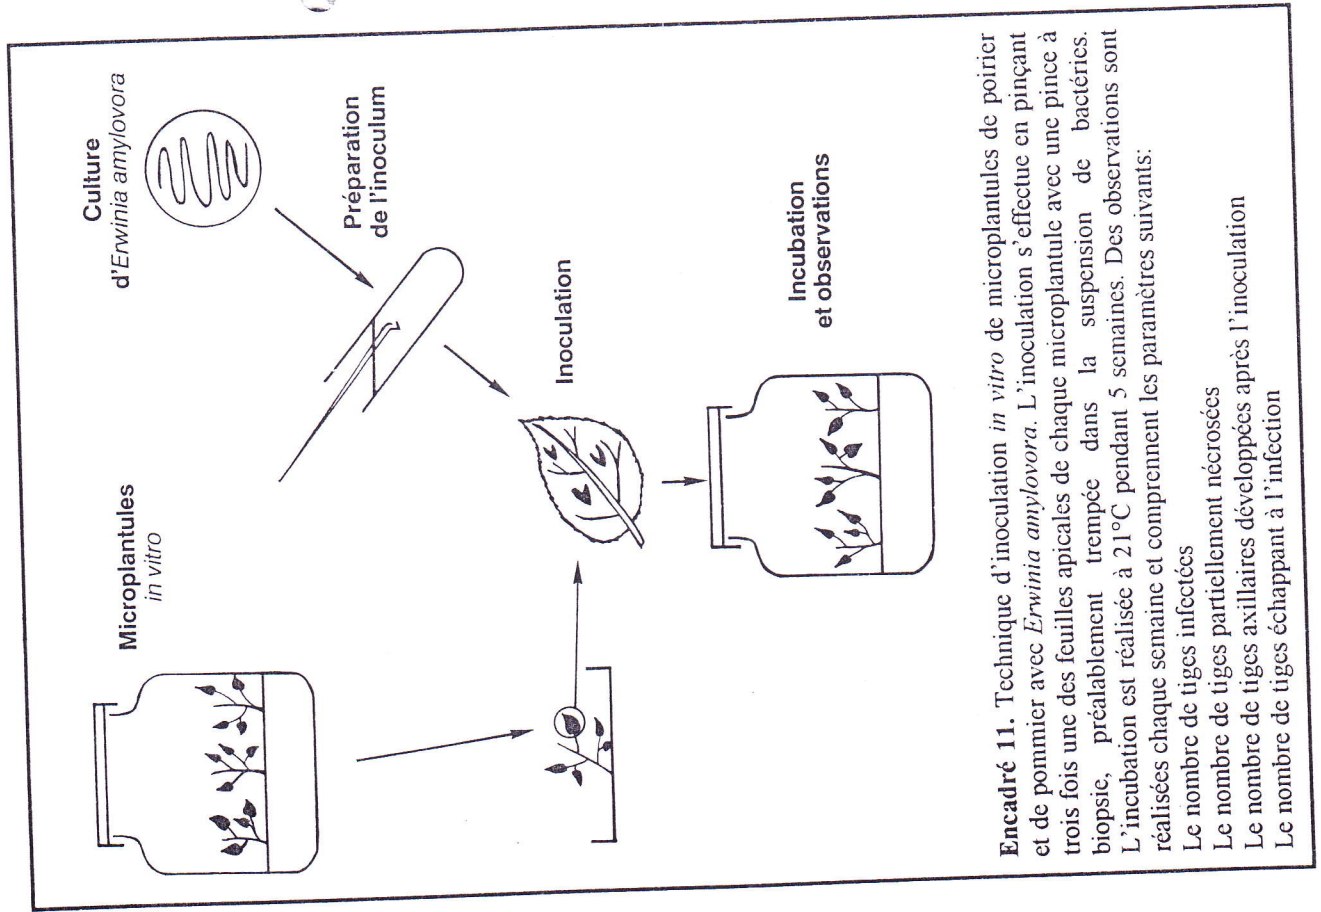 Culture
d'Erwinia amylovora
Microplantules
in vitro
Préparation
de l'inoculum
Inoculation
Incubation
et observations
Encadré 11. Technique d'inoculation in vitro de microplantules de poirier
et de pommier avec Erwinia amylovora. L'inoculation s'effectue en pinçant
trois fois une des feuilles apicales de chaque microplantule avec une pince à
biopsie, préalablement trempée dans la suspension de bactéries.
L'incubation est réalisée à 21°C pendant 5 semaines. Des observations sont
réalisées chaque semaine et comprennent les paramètres suivants:
Le nombre de tiges infectées
Le nombre de tiges partiellement nécrosées
Le nombre de tiges axillaires développées après l'inoculation
Le nombre de tiges échappant à l'infection